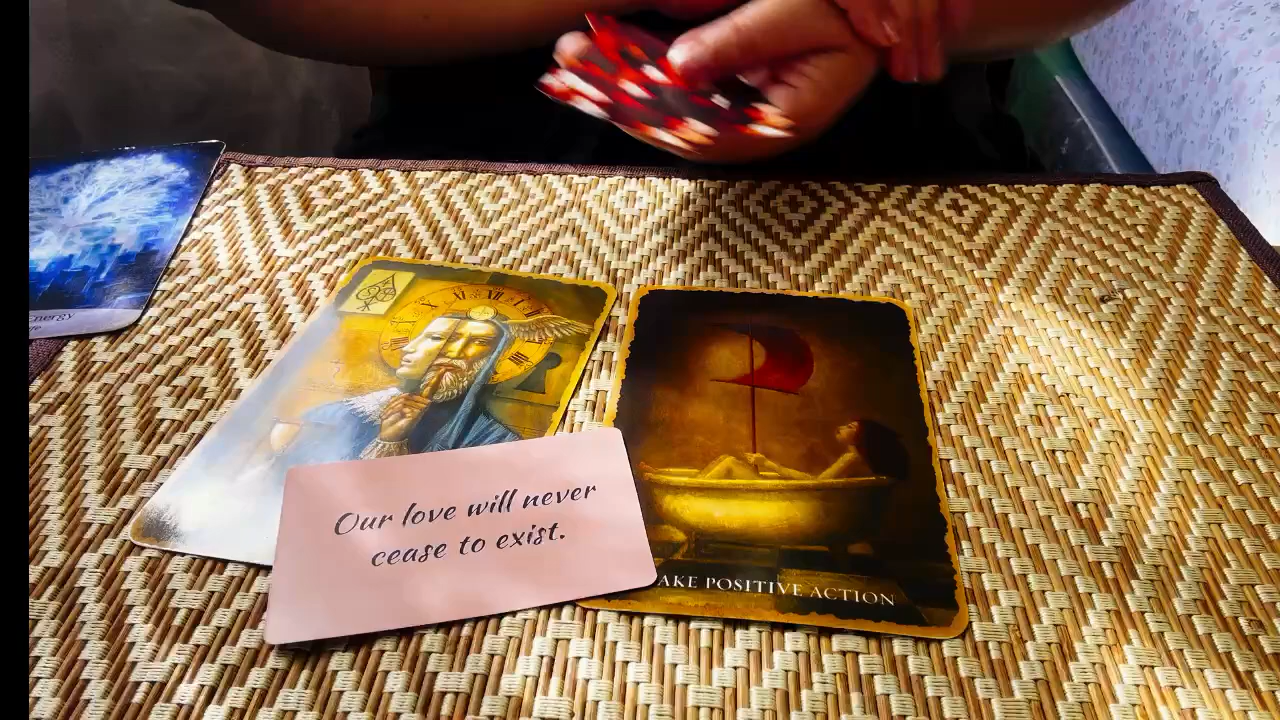 Energy
Our love will never
cease to exist.
AKE POSITIVE ACTION